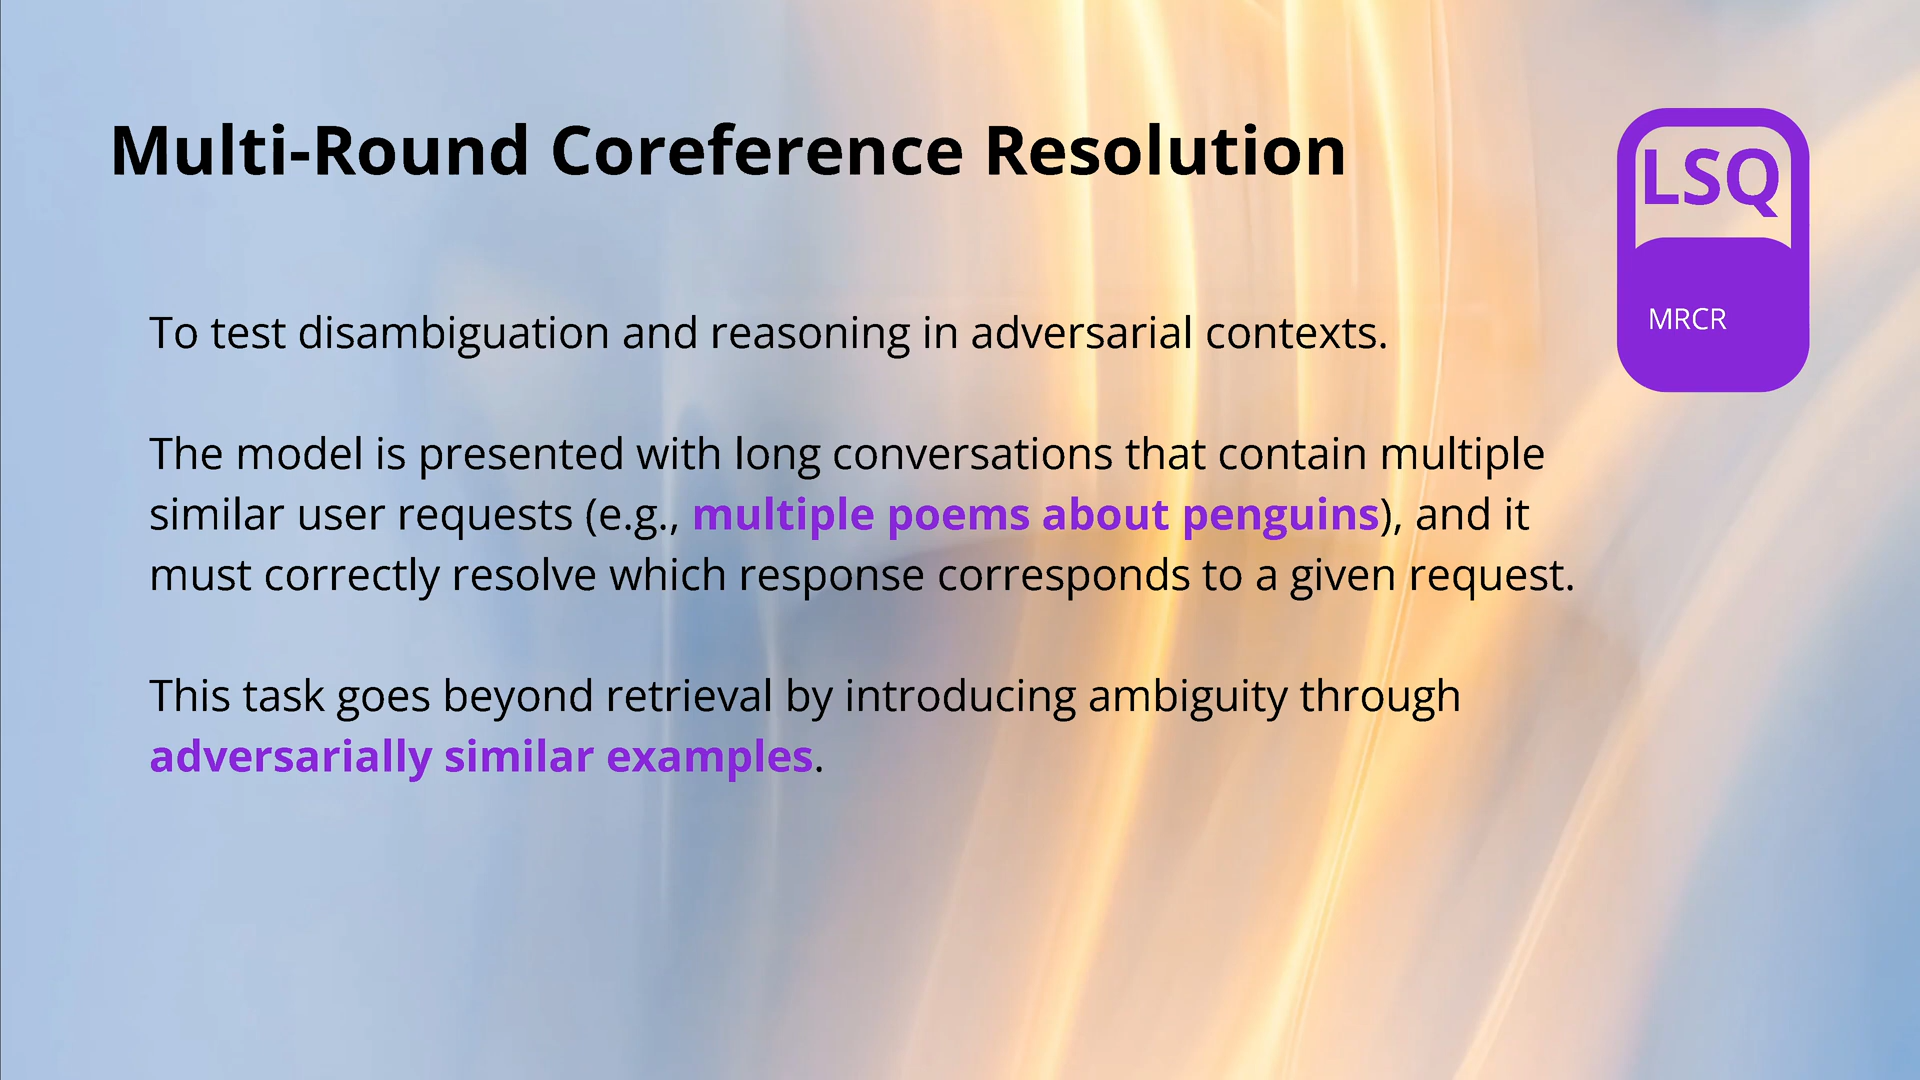 Multi-Round Coreference Resolution
LSQ
MRCR
To test disambiguation and reasoning in adversarial contexts.
The model is presented with long conversations that contain multiple
similar user requests (e.g., multiple poems about penguins), and it
must correctly resolve which response corresponds to a given request.
This task goes beyond retrieval by introducing ambiguity through
adversarially similar examples.